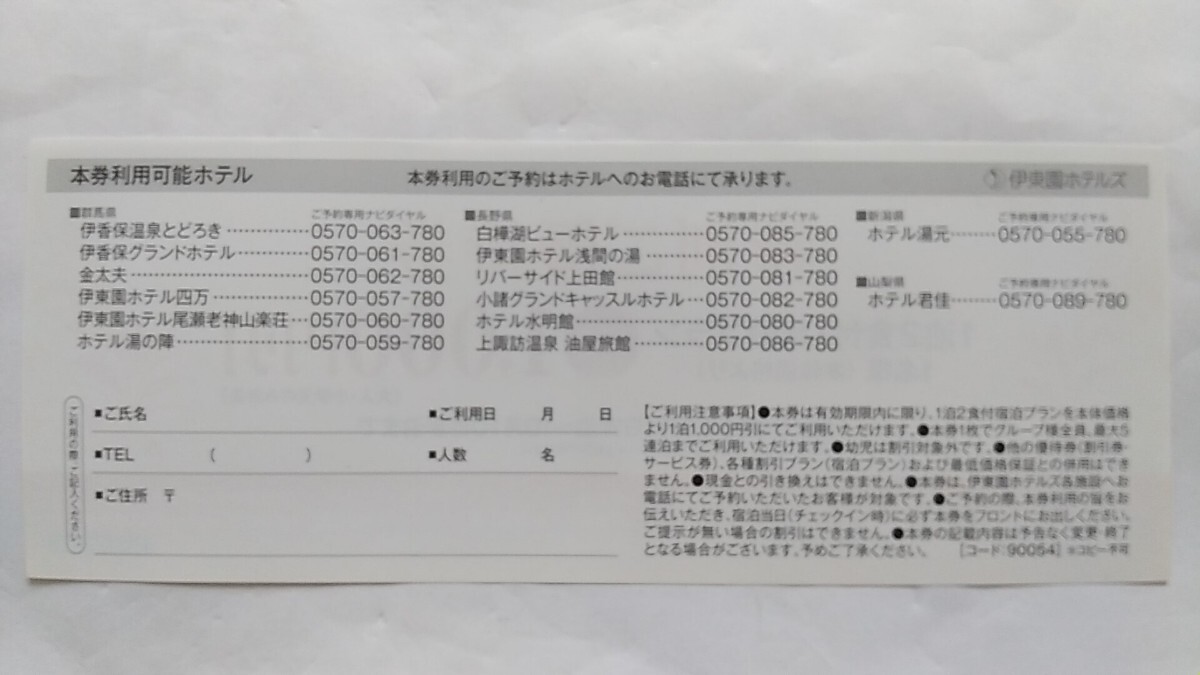 本券利用可能ホテル
本券利用のご予約はホテルへのお電話にて承ります。
伊東園ホテルズ
■群馬県 ご予約専用ナビダイヤル
伊香保温泉とどろき…………0570-063-780
伊香保グランドホテル…………0570-061-780
金太夫…………………………0570-062-780
伊東園ホテル四万……………0570-057-780
伊東園ホテル尾瀬老神山楽荘…0570-060-780
ホテル湯の陣…………………0570-059-780
■長野県 ご予約専用ナビダイヤル
白樺湖ビューホテル…………0570-085-780
伊東園ホテル浅間の湯………0570-083-780
リバーサイド上田館…………0570-081-780
小諸グランドキャッスルホテル…0570-082-780
ホテル水明館…………………0570-080-780
上諏訪温泉 油屋旅館…………0570-086-780
■新潟県 ご予約専用ナビダイヤル
ホテル湯元……0570-055-780
■山梨県 ご予約専用ナビダイヤル
ホテル君佳……0570-089-780
ご利用の際、ご記入ください。
■ご氏名
■ご利用日 月 日
■TEL ( )
■人数 名
■ご住所 〒
【ご利用注意事項】●本券は有効期限内に限り、1泊2食付宿泊プランを本体価格
より1泊1,000円引にてご利用いただけます。●本券1枚でグループ様全員、最大5
連泊までご利用いただけます。●幼児は割引対象外です。●他の優待券(割引券・
サービス券)、各種割引プラン(宿泊プラン)および最低価格保証との併用はでき
ません。●現金との引き換えはできません。●本券は、伊東園ホテルズ各施設へお
電話にてご予約いただいたお客様が対象です。●ご予約の際、本券利用の旨をお
伝えいただき、宿泊当日(チェックイン時)に必ず本券をフロントにお出しください。
ご提示が無い場合の割引はできません。●本券の記載内容は予告なく変更・終了
となる場合がございます。予めご了承ください。 [コード:90054] ※コピー不可